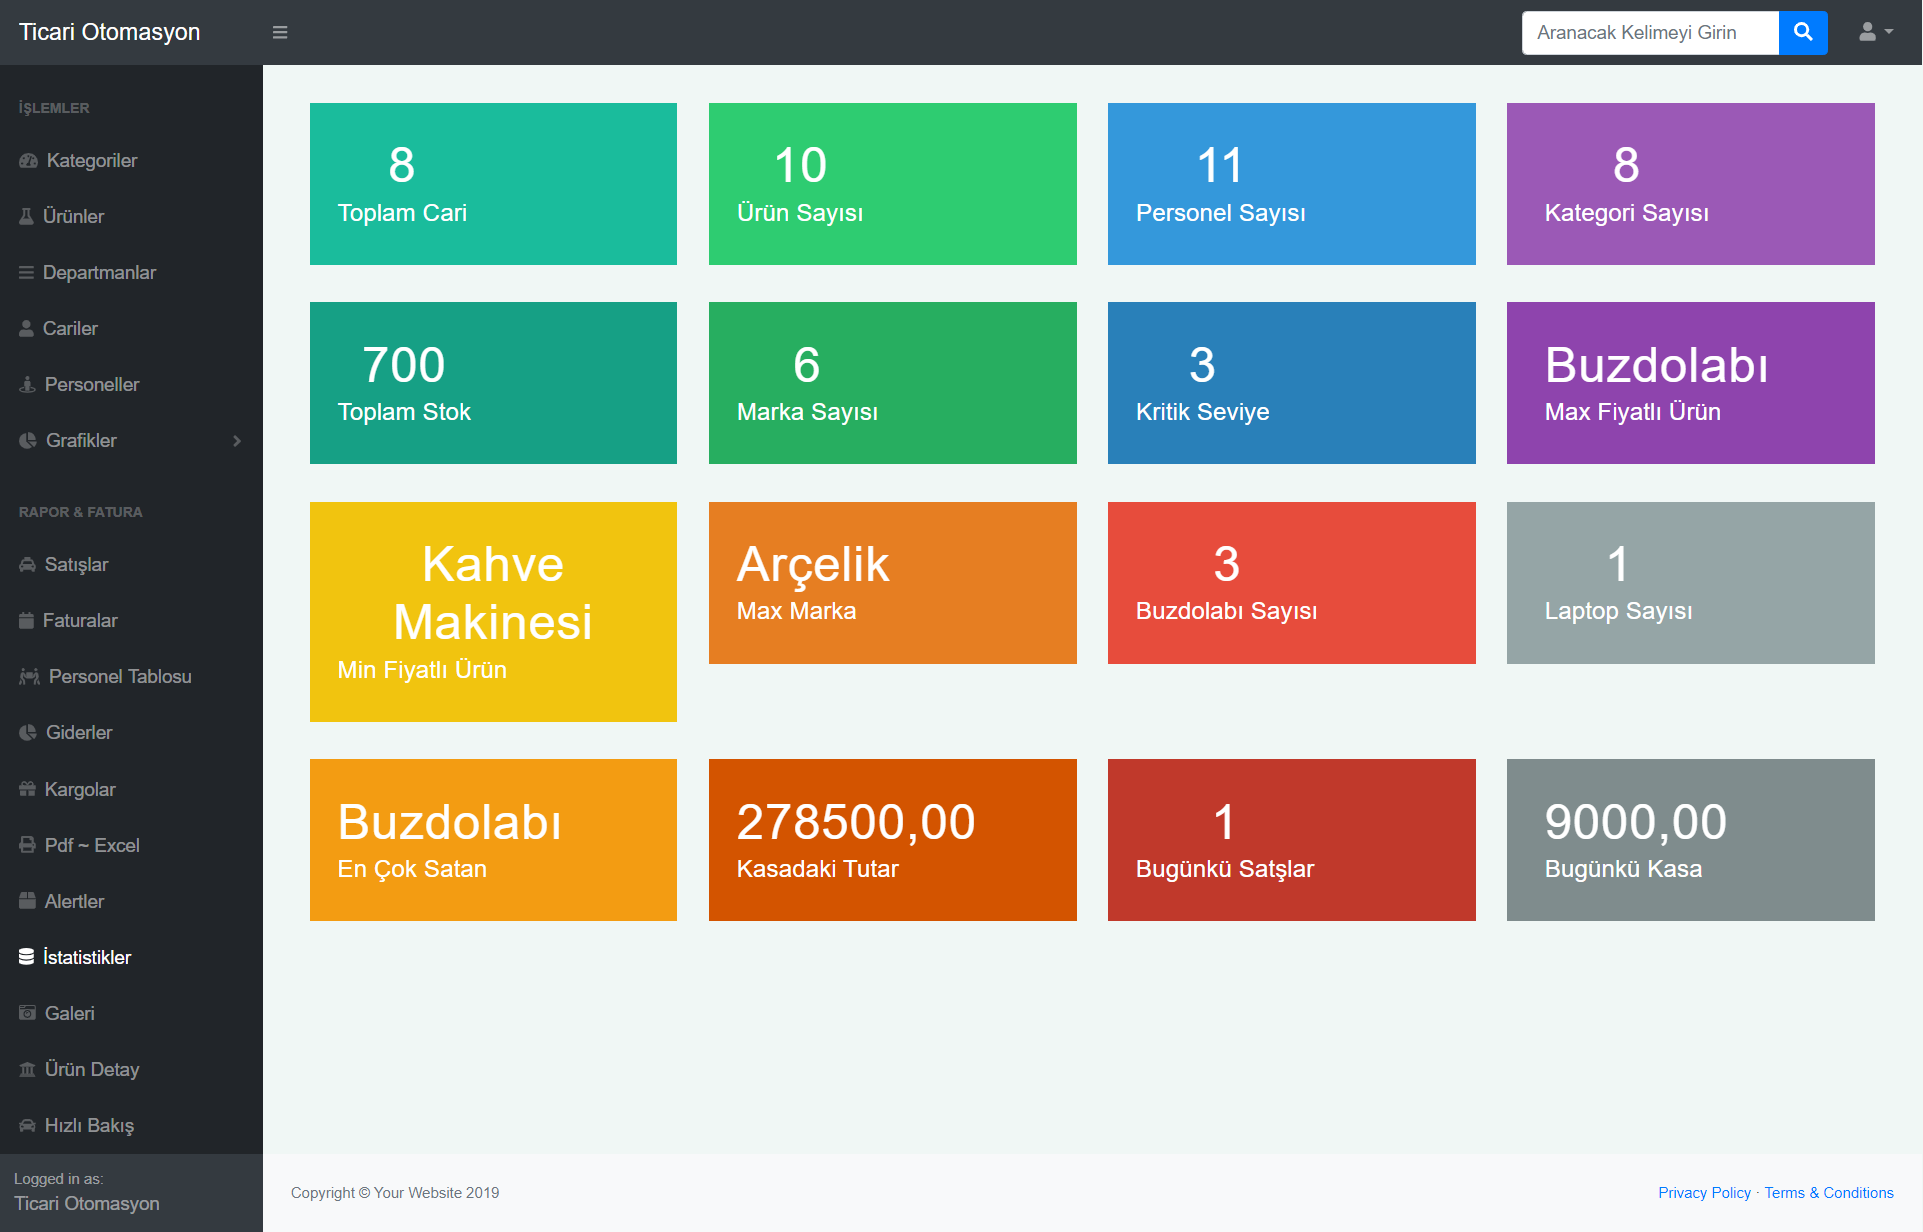 Ticari Otomasyon
Aranacak Kelimeyi Girin
İŞLEMLER
Kategoriler
Ürünler
Departmanlar
Cariler
Personeller
Grafikler
RAPOR & FATURA
Satışlar
Faturalar
Personel Tablosu
Giderler
Kargolar
Pdf ~ Excel
Alertler
İstatistikler
Galeri
Ürün Detay
Hızlı Bakış
Logged in as:
Ticari Otomasyon
8
Toplam Cari
10
Ürün Sayısı
11
Personel Sayısı
8
Kategori Sayısı
700
Toplam Stok
6
Marka Sayısı
3
Kritik Seviye
Buzdolabı
Max Fiyatlı Ürün
Kahve
Makinesi
Min Fiyatlı Ürün
Arçelik
Max Marka
3
Buzdolabı Sayısı
1
Laptop Sayısı
Buzdolabı
En Çok Satan
278500,00
Kasadaki Tutar
1
Bugünkü Satşlar
9000,00
Bugünkü Kasa
Copyright © Your Website 2019
Privacy Policy · Terms & Conditions